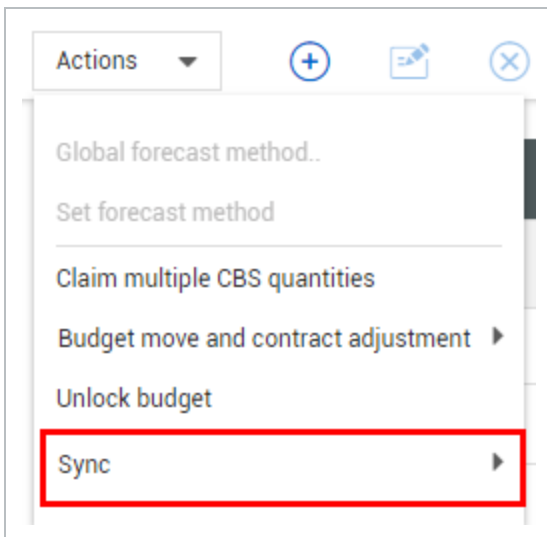 Actions
Global forecast method..
Set forecast method
Claim multiple CBS quantities
Budget move and contract adjustment
Unlock budget
Sync